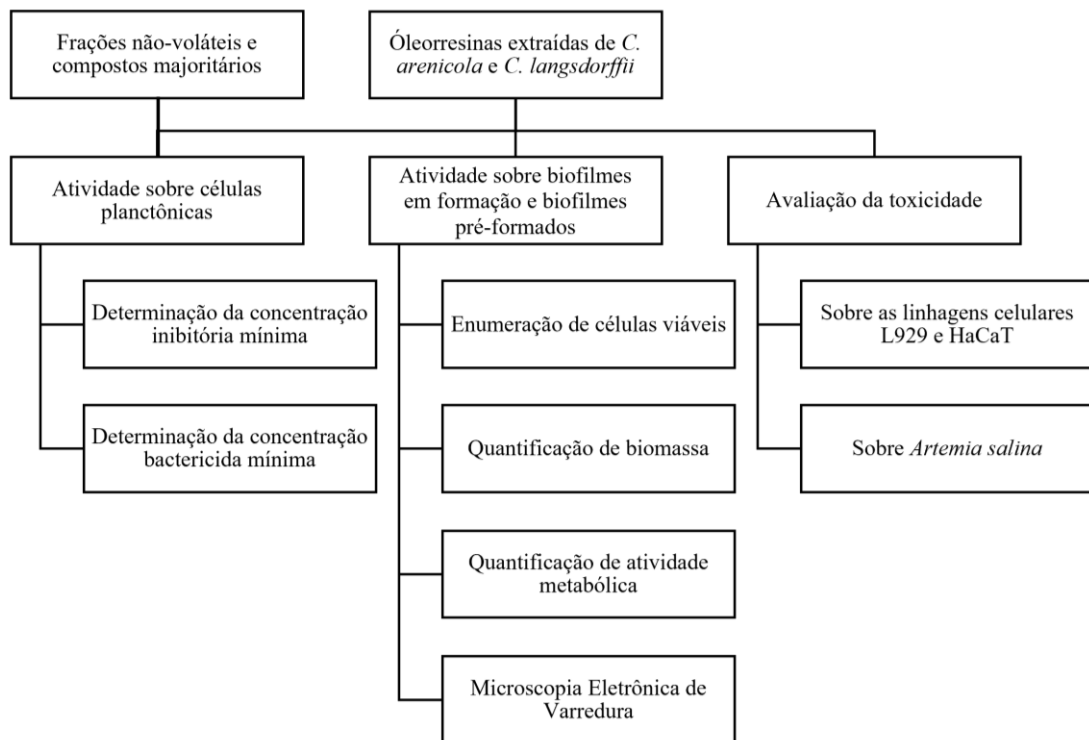 Frações não-voláteis e
compostos majoritários
Óleorresinas extraídas de C.
arenicola e C. langsdorffii
Atividade sobre células
planctônicas
Atividade sobre biofilmes
em formação e biofilmes
pré-formados
Avaliação da toxicidade
Determinação da concentração
inibitória mínima
Enumeração de células viáveis
Sobre as linhagens celulares
L929 e HaCaT
Determinação da concentração
bactericida mínima
Quantificação de biomassa
Sobre Artemia salina
Quantificação de atividade
metabólica
Microscopia Eletrônica de
Varredura